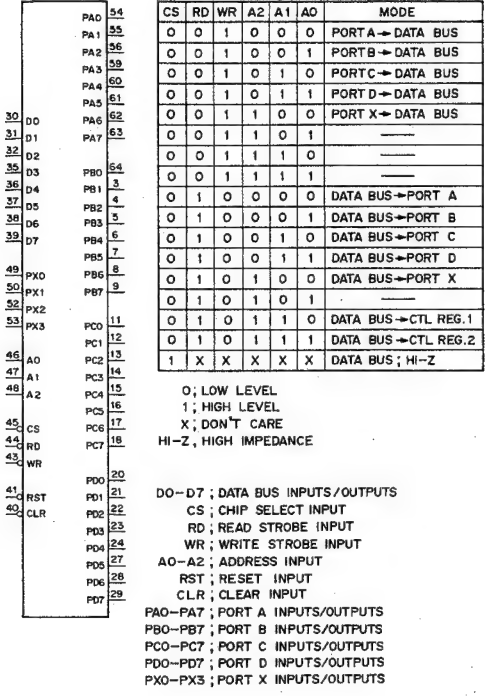 PA0 54
PA1 55
PA2 56
PA3 59
PA4 60
PA5 61
30 D0 PA6 62
31 D1 PA7 63
32 D2
35 D3 PB0 64
36 D4 PB1 3
37 D5 PB2 4
38 D6 PB3 5
39 D7 PB4 6
PB5 7
49 PX0 PB6 8
50 PX1 PB7 9
52 PX2
53 PX3 PC0 11
PC1 12
46 A0 PC2 13
47 A1 PC3 14
48 A2 PC4 15
PC5 16
45 CS PC6 17
44 RD PC7 18
43 WR
PD0 20
41 RST PD1 21
40 CLR PD2 22
PD3 23
PD4 24
PD5 27
PD6 28
PD7 29
CS RD WR A2 A1 A0 MODE
0 0 1 0 0 0 PORT A→DATA BUS
0 0 1 0 0 1 PORT B→DATA BUS
0 0 1 0 1 0 PORT C→DATA BUS
0 0 1 0 1 1 PORT D→DATA BUS
0 0 1 1 0 0 PORT X→DATA BUS
0 0 1 1 0 1 —
0 0 1 1 1 0 —
0 0 1 1 1 1 —
0 1 0 0 0 0 DATA BUS→PORT A
0 1 0 0 0 1 DATA BUS→PORT B
0 1 0 0 1 0 DATA BUS→PORT C
0 1 0 0 1 1 DATA BUS→PORT D
0 1 0 1 0 0 DATA BUS→PORT X
0 1 0 1 0 1 —
0 1 0 1 1 0 DATA BUS→CTL REG.1
0 1 0 1 1 1 DATA BUS→CTL REG.2
1 X X X X X DATA BUS; HI-Z
0; LOW LEVEL
1; HIGH LEVEL
X; DON'T CARE
HI-Z, HIGH IMPEDANCE
D0-D7; DATA BUS INPUTS/OUTPUTS
CS; CHIP SELECT INPUT
RD; READ STROBE INPUT
WR; WRITE STROBE INPUT
A0-A2; ADDRESS INPUT
RST; RESET INPUT
CLR; CLEAR INPUT
PA0-PA7; PORT A INPUTS/OUTPUTS
PB0-PB7; PORT B INPUTS/OUTPUTS
PC0-PC7; PORT C INPUTS/OUTPUTS
PD0-PD7; PORT D INPUTS/OUTPUTS
PX0-PX3; PORT X INPUTS/OUTPUTS